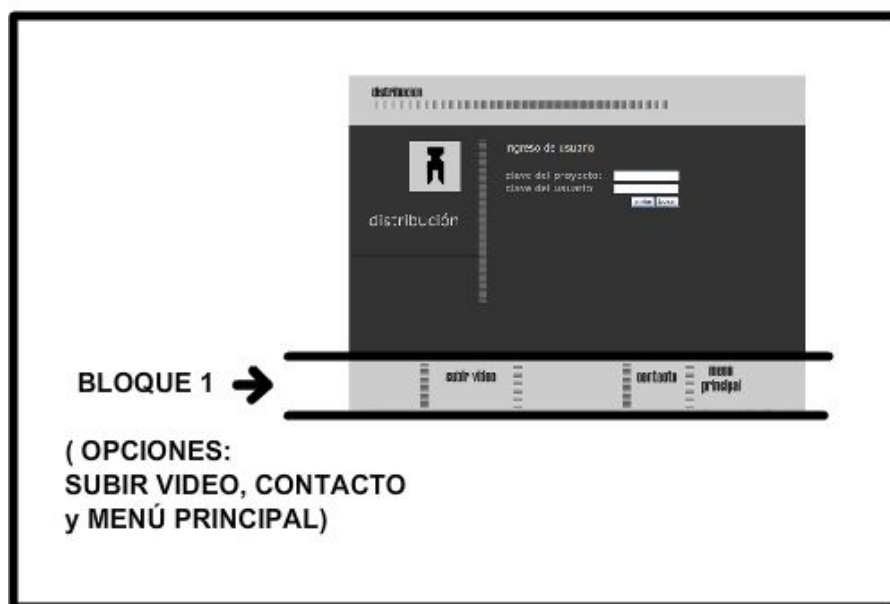 distribución
ingreso de usuario
clave del proyecto:
clave del usuario
distribución
subir video
contacto
menú
principal
BLOQUE 1
( OPCIONES:
SUBIR VIDEO, CONTACTO
y MENÚ PRINCIPAL)